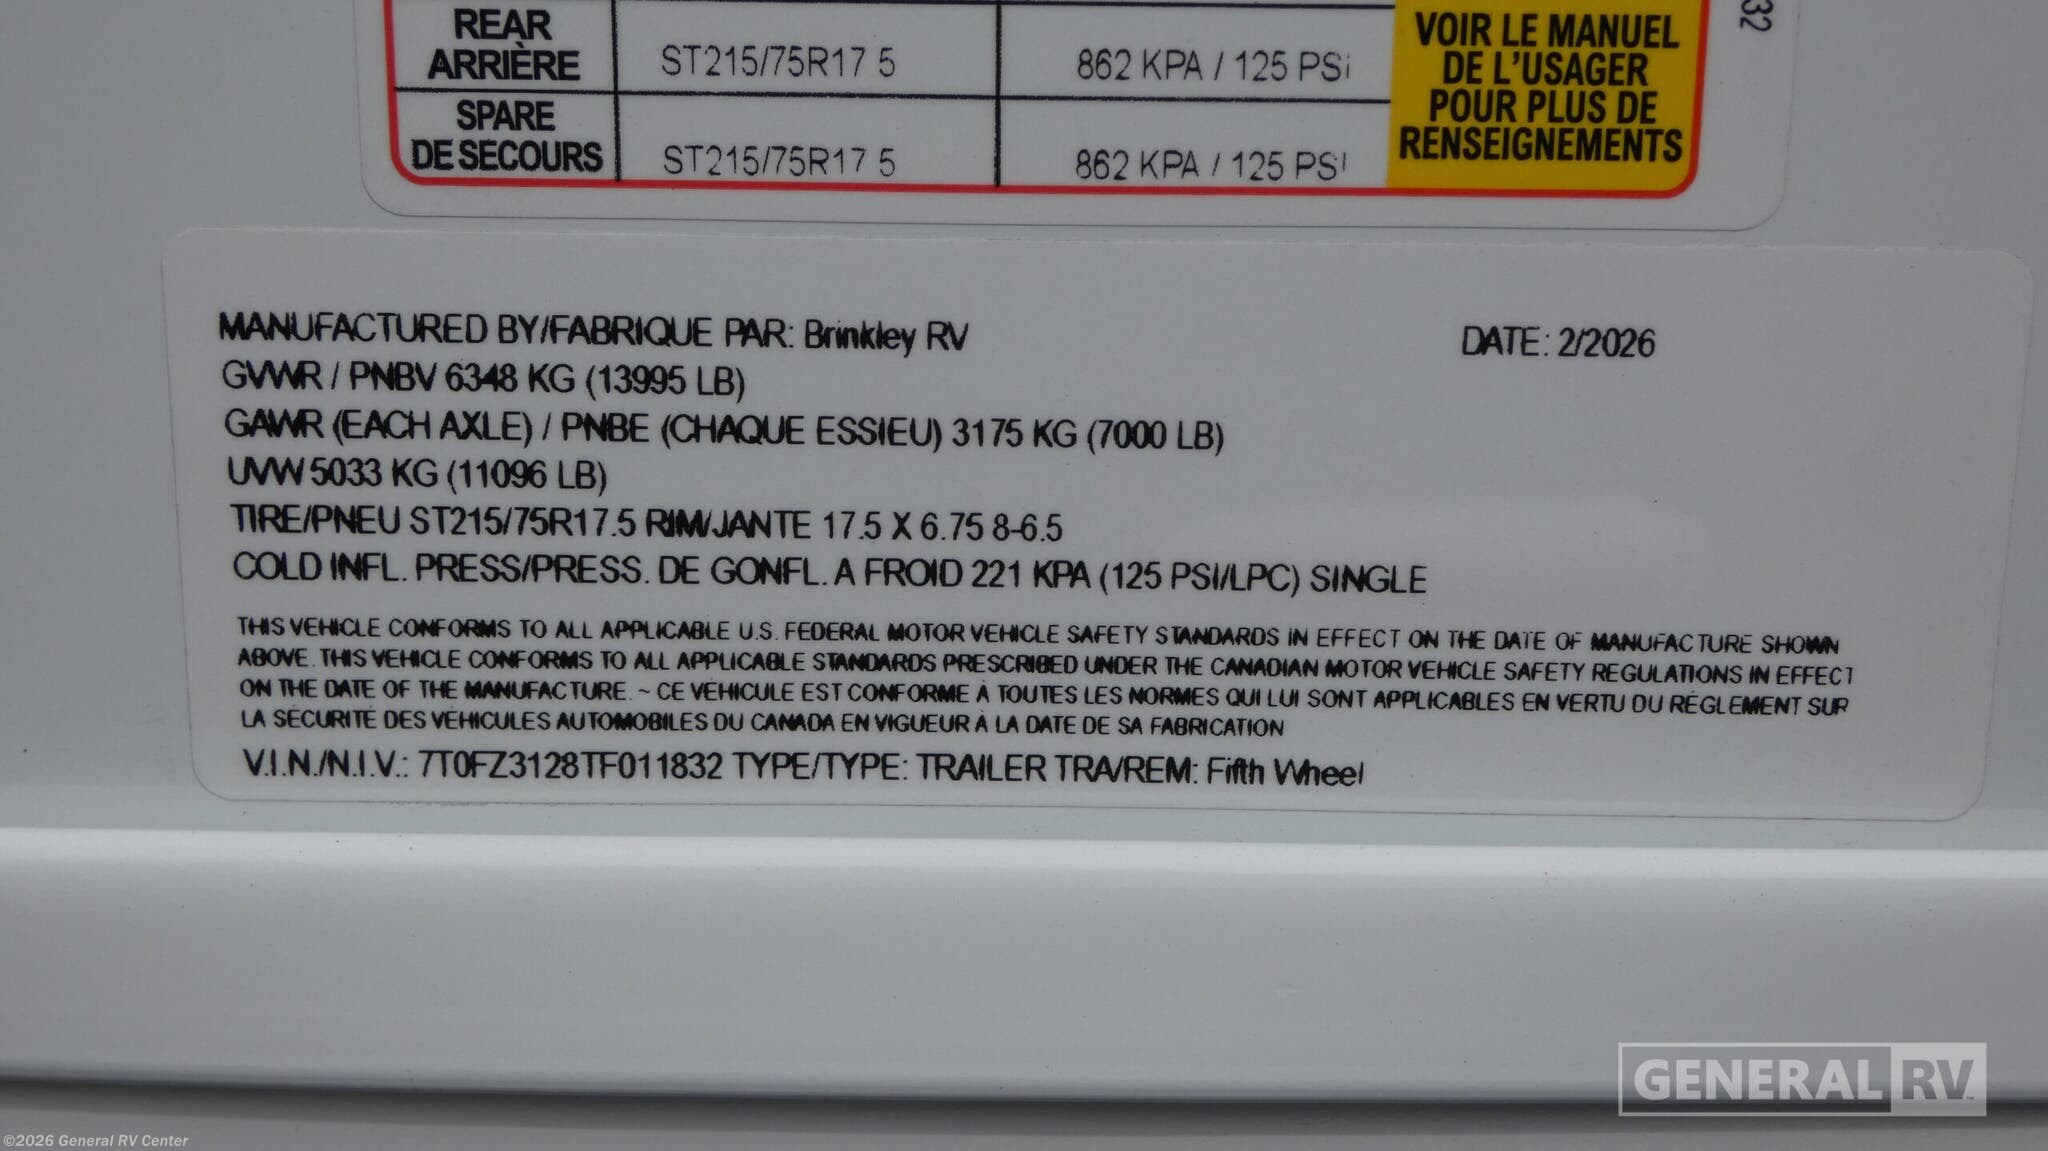 REAR
ARRIÈRE
ST215/75R17 5
862 KPA / 125 PSi
SPARE
DE SECOURS
ST215/75R17 5
862 KPA / 125 PSI
VOIR LE MANUEL
DE L'USAGER
POUR PLUS DE
RENSEIGNEMENTS
32
MANUFACTURED BY/FABRIQUE PAR: Brinkley RV
DATE: 2/2026
GVWR / PNBV 6348 KG (13995 LB)
GAWR (EACH AXLE) / PNBE (CHAQUE ESSIEU) 3175 KG (7000 LB)
UVW 5033 KG (11096 LB)
TIRE/PNEU ST215/75R17.5 RIM/JANTE 17.5 X 6.75 8-6.5
COLD INFL. PRESS/PRESS. DE GONFL. A FROID 221 KPA (125 PSI/LPC) SINGLE
THIS VEHICLE CONFORMS TO ALL APPLICABLE U.S. FEDERAL MOTOR VEHICLE SAFETY STANDARDS IN EFFECT ON THE DATE OF MANUFACTURE SHOWN
ABOVE. THIS VEHICLE CONFORMS TO ALL APPLICABLE STANDARDS PRESCRIBED UNDER THE CANADIAN MOTOR VEHICLE SAFETY REGULATIONS IN EFFECT
ON THE DATE OF THE MANUFACTURE. ~ CE VÉHICULE EST CONFORME À TOUTES LES NORMES QUI LUI SONT APPLICABLES EN VERTU DU RÉGLEMENT SUR
LA SÉCURITÉ DES VÉHICULES AUTOMOBILES DU CANADA EN VIGUEUR À LA DATE DE SA FABRICATION
V.I.N./N.I.V.: 7T0FZ3128TF011832 TYPE/TYPE: TRAILER TRA/REM: Fifth Wheel
GENERAL RV
©2026 General RV Center